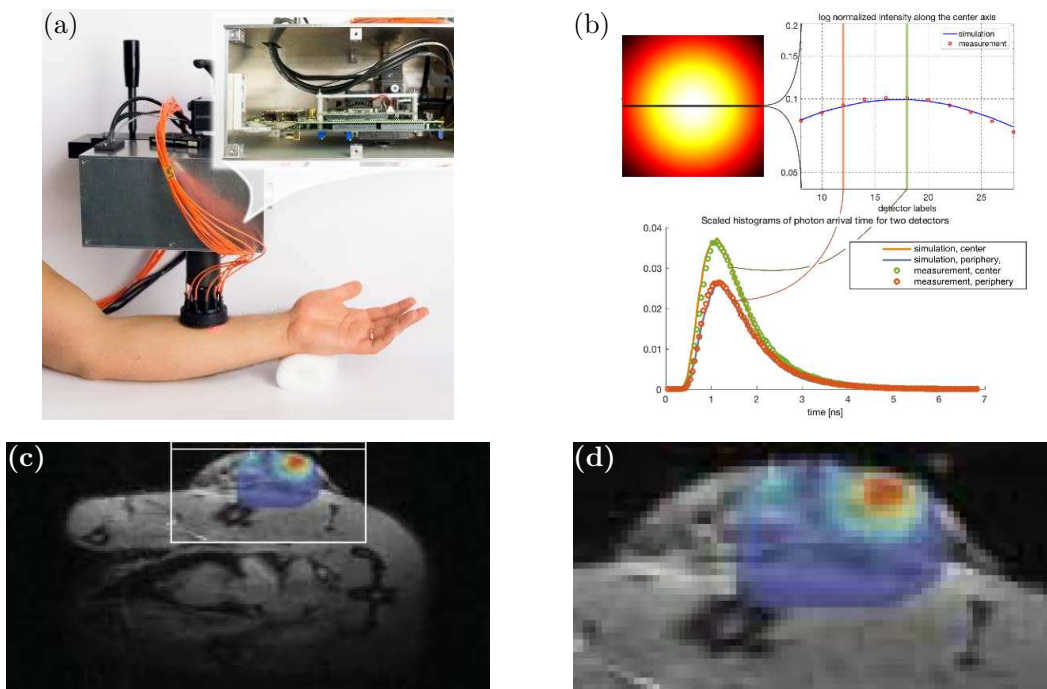 (a)
(b)
log normalized intensity along the center axis
0.2
0.15
0.1
0.05
simulation
measurement
10 15 20 25
detector labels
Scaled histograms of photon arrival time for two detectors
0.04
0.03
0.02
0.01
0
simulation, center
simulation, periphery,
measurement, center
measurement, periphery
0 1 2 3 4 5 6 7
time [ns]
(c)
(d)